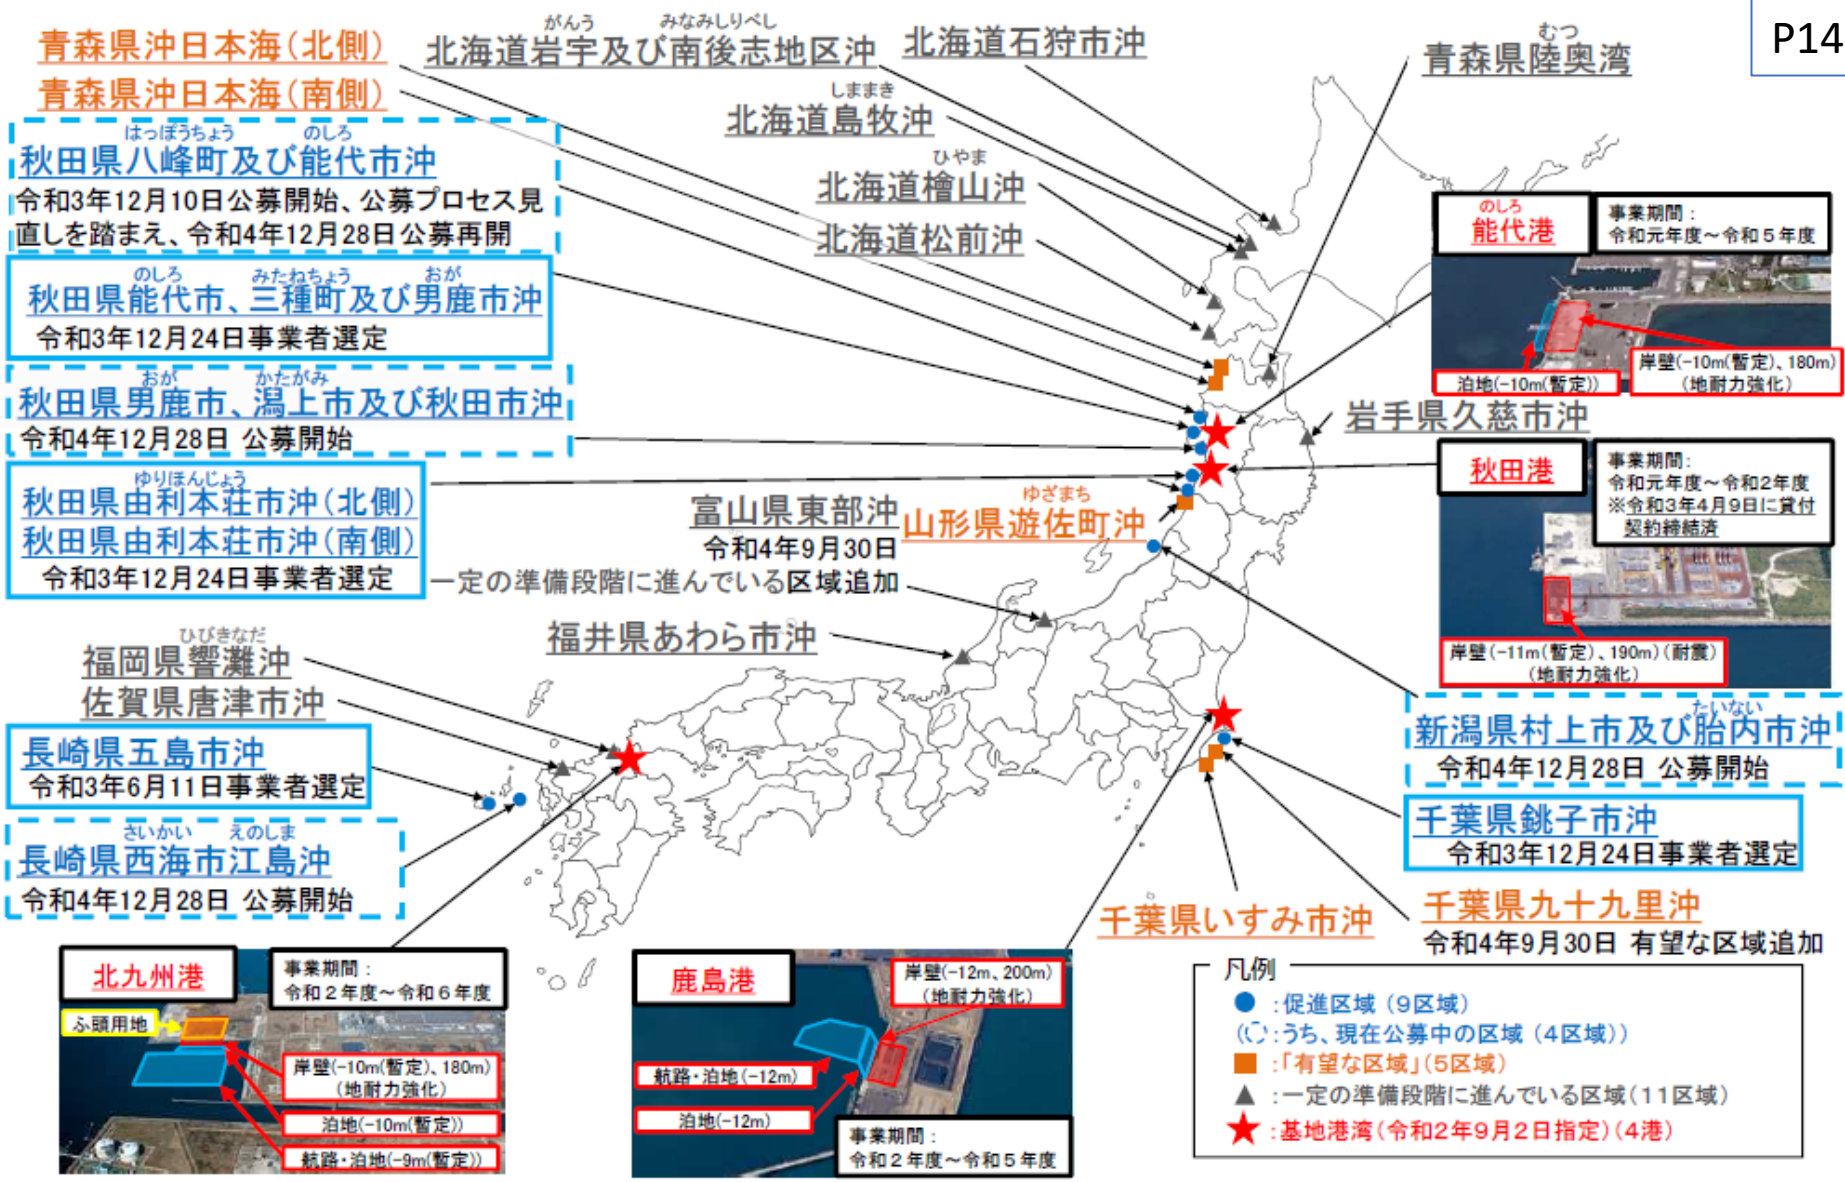 P14
青森県沖日本海(北側)
青森県沖日本海(南側)
がんう みなみしりべし
北海道岩宇及び南後志地区沖
北海道石狩市沖
むつ
青森県陸奥湾
しままき
北海道島牧沖
ひやま
北海道檜山沖
北海道松前沖
はっぽうちょう のしろ
秋田県八峰町及び能代市沖
令和3年12月10日公募開始、公募プロセス見
直しを踏まえ、令和4年12月28日公募再開
のしろ みたねちょう おが
秋田県能代市、三種町及び男鹿市沖
令和3年12月24日事業者選定
おが かたがみ
秋田県男鹿市、潟上市及び秋田市沖
令和4年12月28日 公募開始
ゆりほんじょう
秋田県由利本荘市沖(北側)
秋田県由利本荘市沖(南側)
令和3年12月24日事業者選定
のしろ
能代港
事業期間:
令和元年度~令和5年度
岸壁(-10m(暫定)、180m)
(地耐力強化)
泊地(-10m(暫定))
岩手県久慈市沖
秋田港
事業期間:
令和元年度~令和2年度
※令和3年4月9日に貸付
契約締結済
岸壁(-11m(暫定)、190m)(耐震)
(地耐力強化)
富山県東部沖
令和4年9月30日
一定の準備段階に進んでいる区域追加
ゆざまち
山形県遊佐町沖
福井県あわら市沖
ひびきなだ
福岡県響灘沖
佐賀県唐津市沖
長崎県五島市沖
令和3年6月11日事業者選定
さいかい えのしま
長崎県西海市江島沖
令和4年12月28日 公募開始
たいない
新潟県村上市及び胎内市沖
令和4年12月28日 公募開始
千葉県銚子市沖
令和3年12月24日事業者選定
千葉県いすみ市沖
千葉県九十九里沖
令和4年9月30日 有望な区域追加
北九州港
事業期間:
令和2年度~令和6年度
ふ頭用地
岸壁(-10m(暫定)、180m)
(地耐力強化)
泊地(-10m(暫定))
航路・泊地(-9m(暫定))
鹿島港
岸壁(-12m、200m)
(地耐力強化)
航路・泊地(-12m)
泊地(-12m)
事業期間:
令和2年度~令和5年度
凡例
:促進区域(9区域)
( :うち、現在公募中の区域(4区域))
:「有望な区域」(5区域)
:一定の準備段階に進んでいる区域(11区域)
:基地港湾(令和2年9月2日指定)(4港)